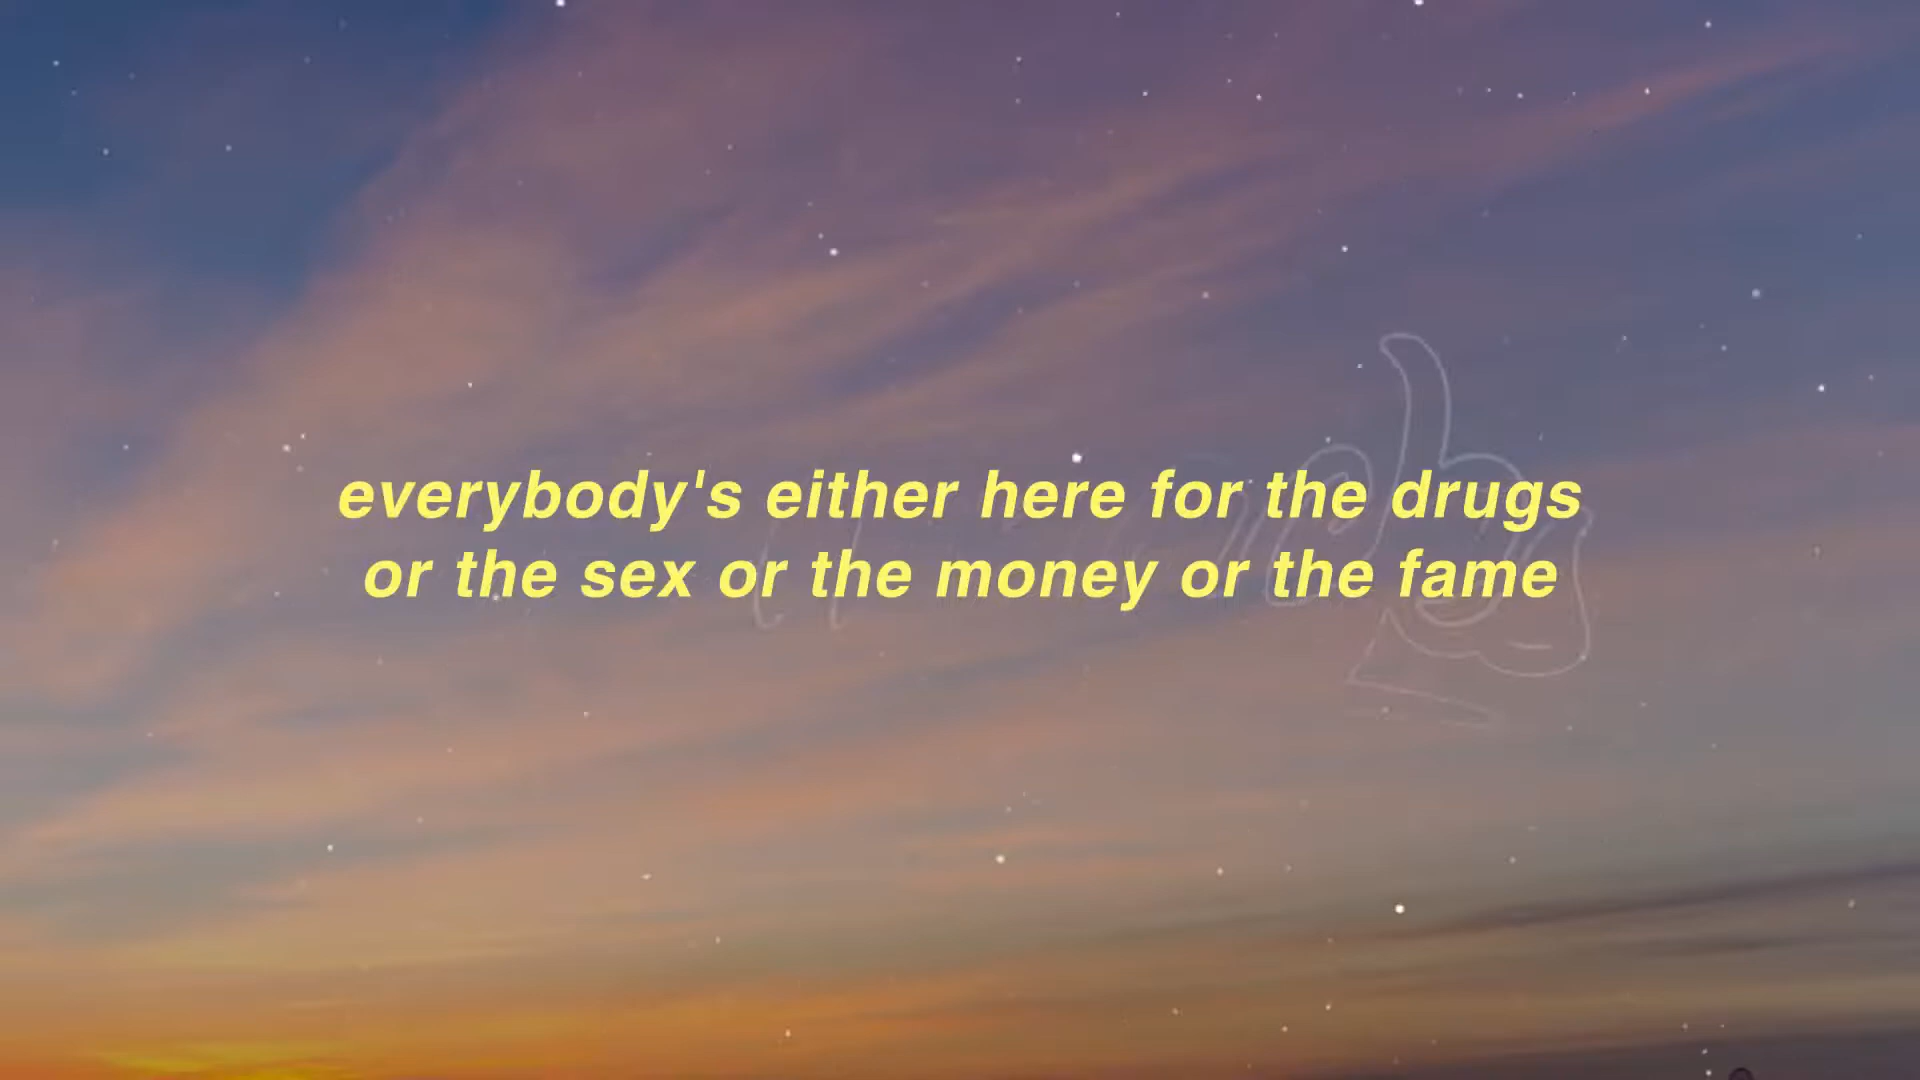 everybody's either here for the drugs
or the sex or the money or the fame